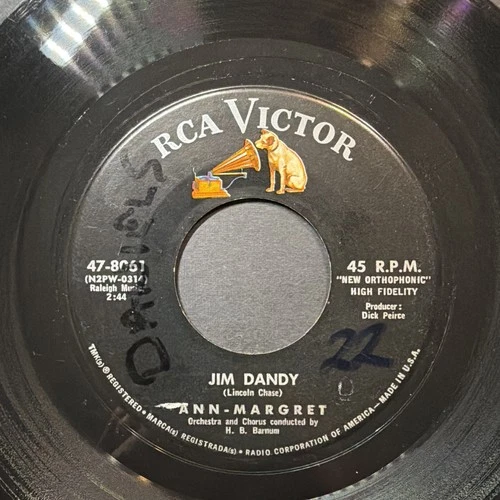 RCA VICTOR
DANIELS
47-8061
(N2PW-0314)
Raleigh Music
2:44
45 R.P.M.
"NEW ORTHOPHONIC"
HIGH FIDELITY
Producer:
Dick Peirce
22
JIM DANDY
(Lincoln Chase)
ANN-MARGRET
Orchestra and Chorus conducted by
H. B. Barnum
TMK(s) ® REGISTERED • MARCA(s) REGISTRADA(s) • RADIO CORPORATION OF AMERICA—MADE IN U.S.A.